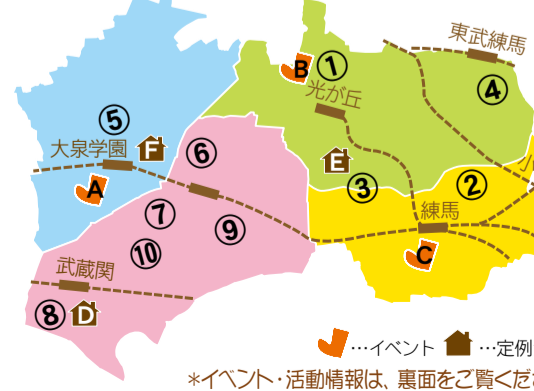 東武練馬
B
①
光が丘
④
⑤
大泉学園
F
⑥
E
A
③
②
小
⑦
練馬
⑨
⑩
C
武蔵関
⑧
D
…イベント
…定例
*イベント・活動情報は、裏面をご覧くだ